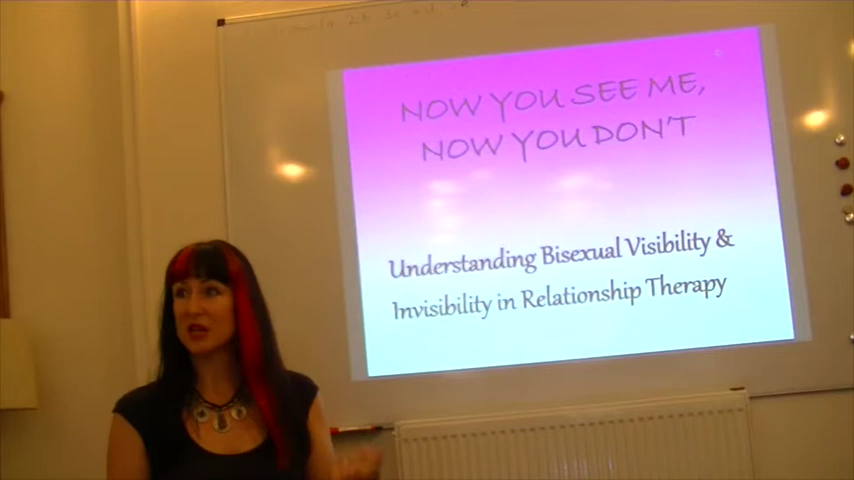 NOW YOU SEE ME,
NOW YOU DON'T
Understanding Bisexual Visibility &
Invisibility in Relationship Therapy